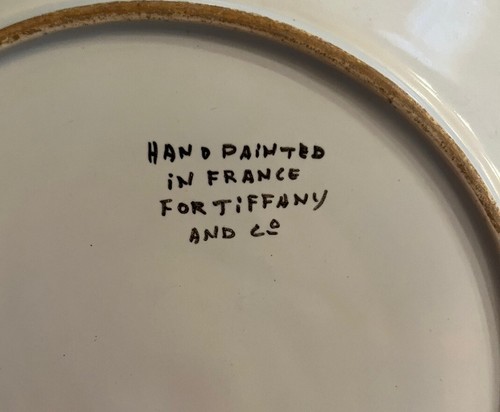 HAND PAINTED
iN FRANCE
FOR TiFFANY
AND Cº